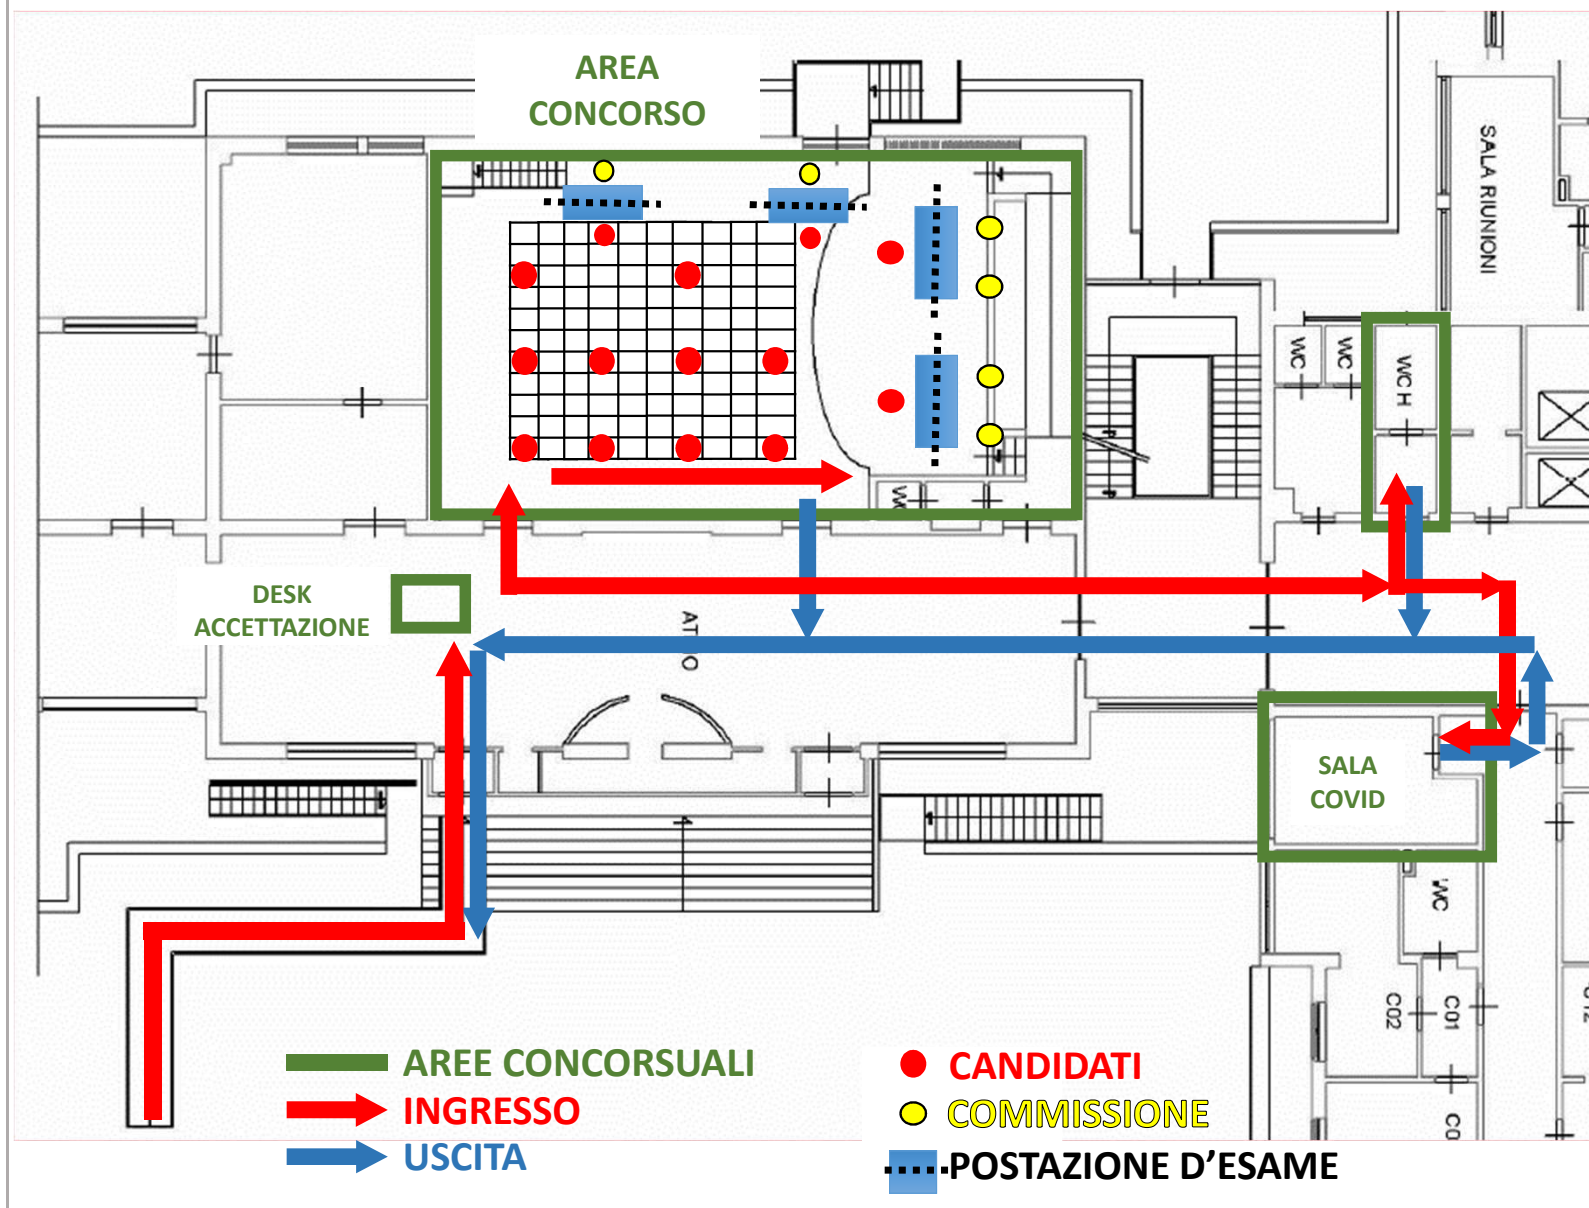 AREA
CONCORSO
SALA RIUNIONI
WC
WC
WC H
DESK
ACCETTAZIONE
SALA
COVID
WC
C02
C01
AREE CONCORSUALI
INGRESSO
USCITA
CANDIDATI
COMMISSIONE
POSTAZIONE D'ESAME